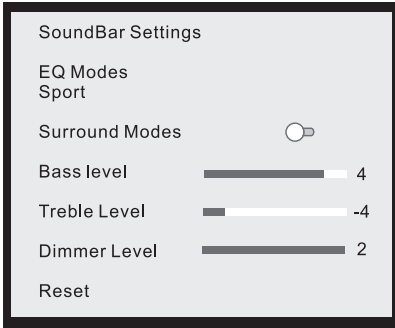 SoundBar Settings
EQ Modes
Sport
Surround Modes
Bass level 4
Treble Level -4
Dimmer Level 2
Reset